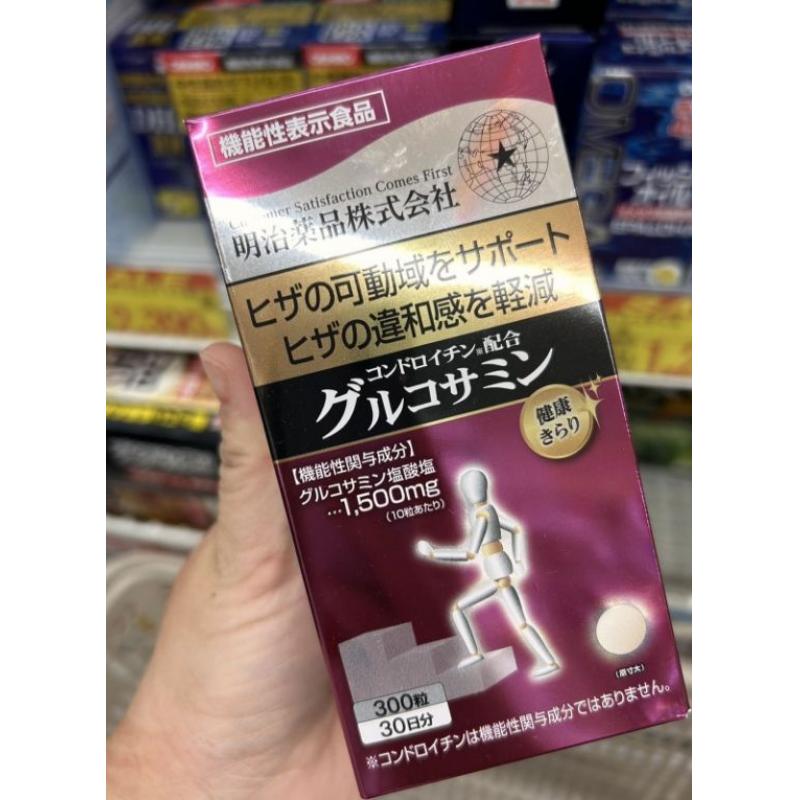 機能性表示食品
Customer Satisfaction Comes First
明治薬品株式会社
ヒザの可動域をサポート
ヒザの違和感を軽減
コンドロイチン※配合
グルコサミン
健康
きらり
【機能性関与成分】
グルコサミン塩酸塩
…1,500mg
(10粒あたり)
(原寸大)
300粒
30日分
※コンドロイチンは機能性関与成分ではありません。
OMEGA